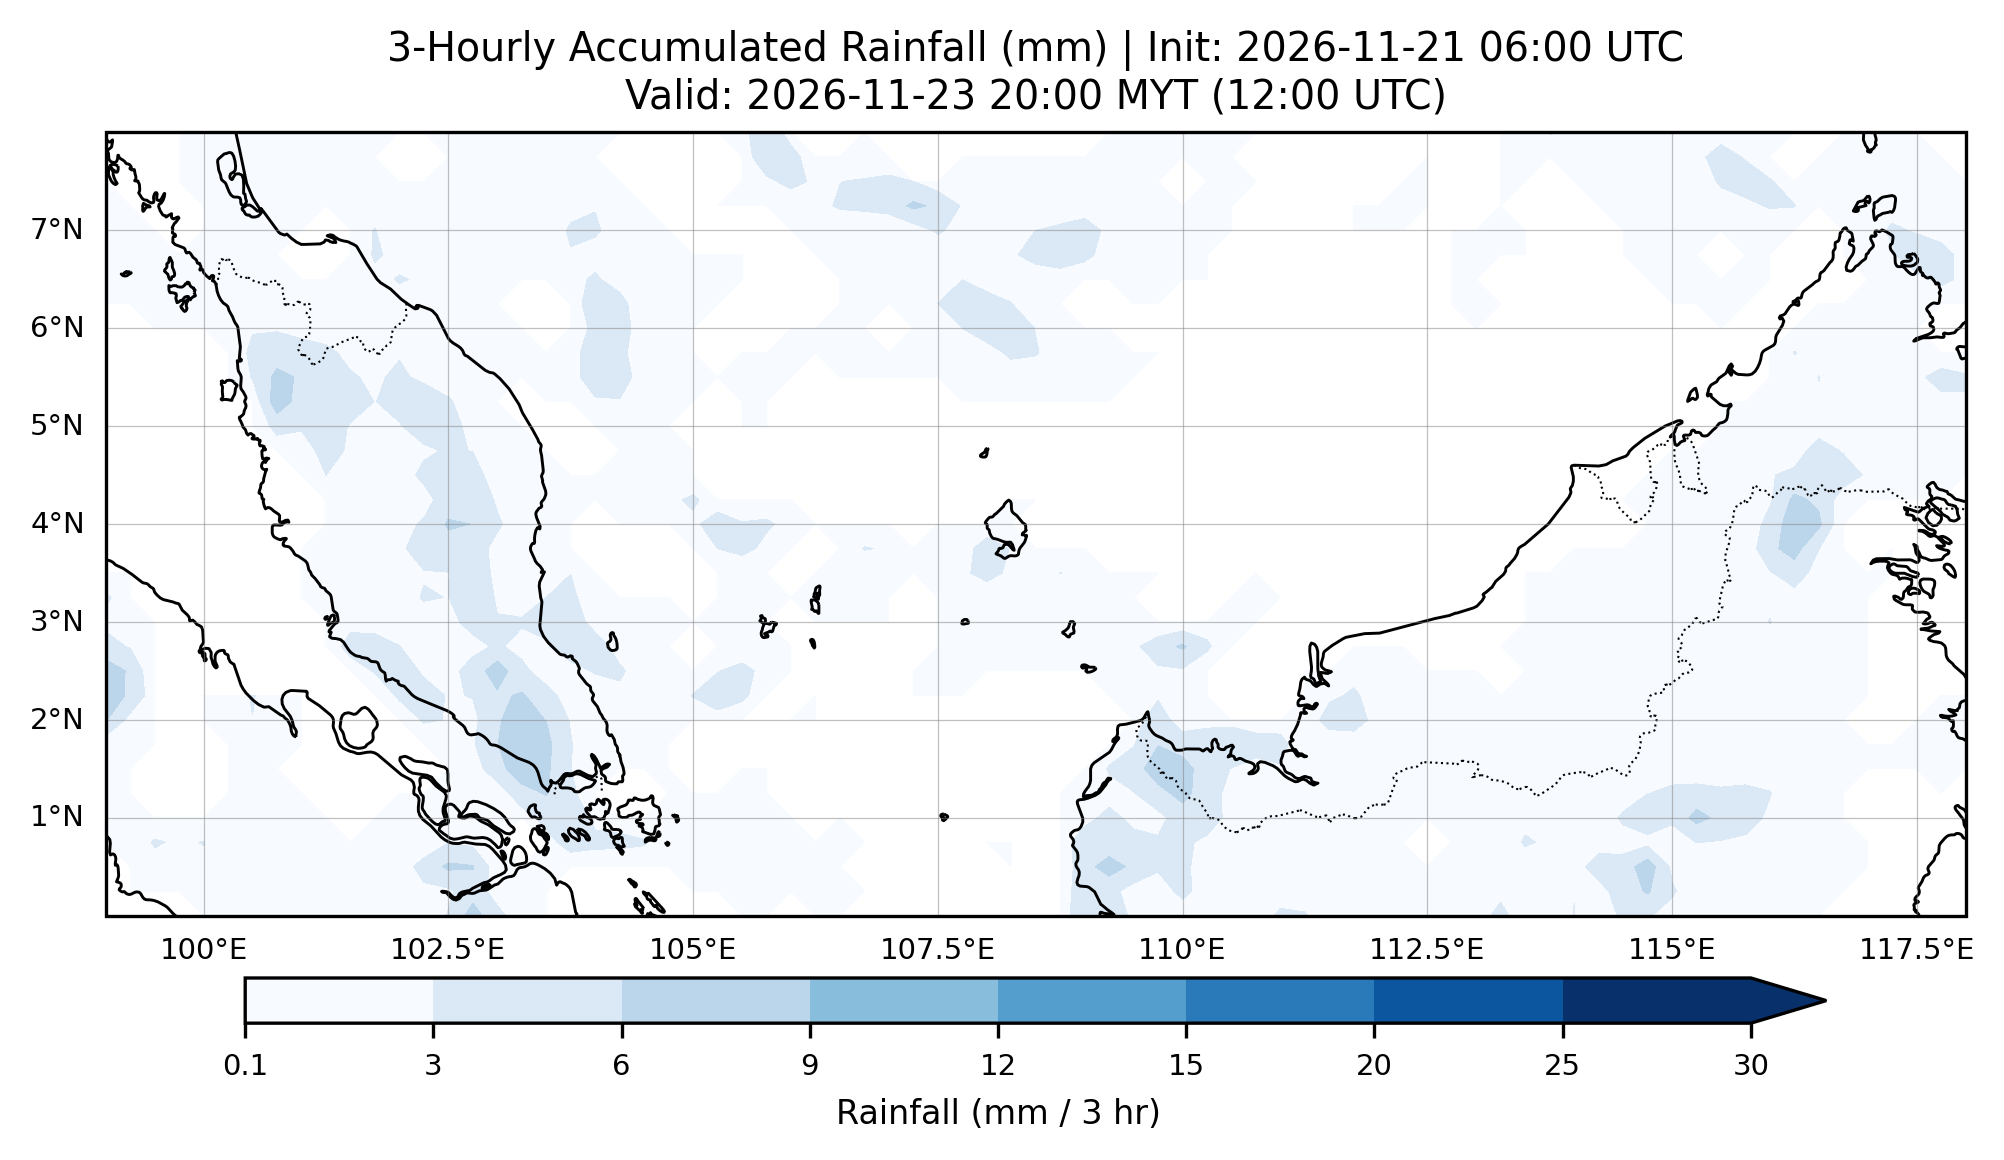 3-Hourly Accumulated Rainfall (mm) | Init: 2026-11-21 06:00 UTC
Valid: 2026-11-23 20:00 MYT (12:00 UTC)
7°N
6°N
5°N
4°N
3°N
2°N
1°N
100°E 102.5°E 105°E 107.5°E 110°E 112.5°E 115°E 117.5°E
0.1 3 6 9 12 15 20 25 30
Rainfall (mm / 3 hr)